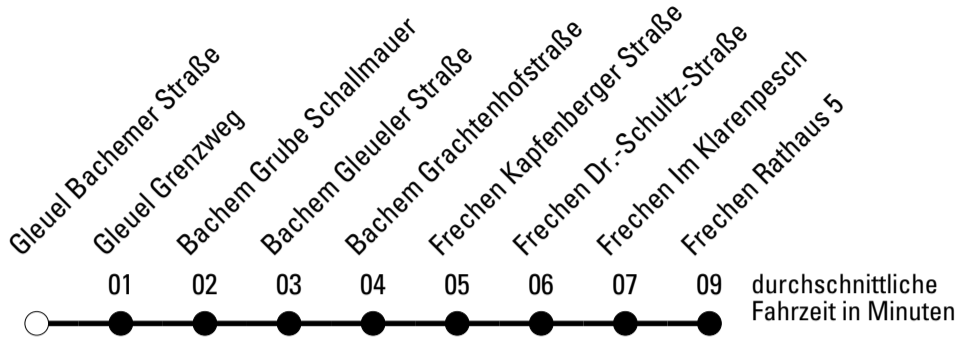 Gleuel Bachemer Straße
Gleuel Grenzweg
Bachem Grube Schallmauer
Bachem Gleueler Straße
Bachem Grachtenhofstraße
Frechen Kapfenberger Straße
Frechen Dr.-Schultz-Straße
Frechen Im Klarenpesch
Frechen Rathaus 5
01 02 03 04 05 06 07 09
durchschnittliche
Fahrzeit in Minuten